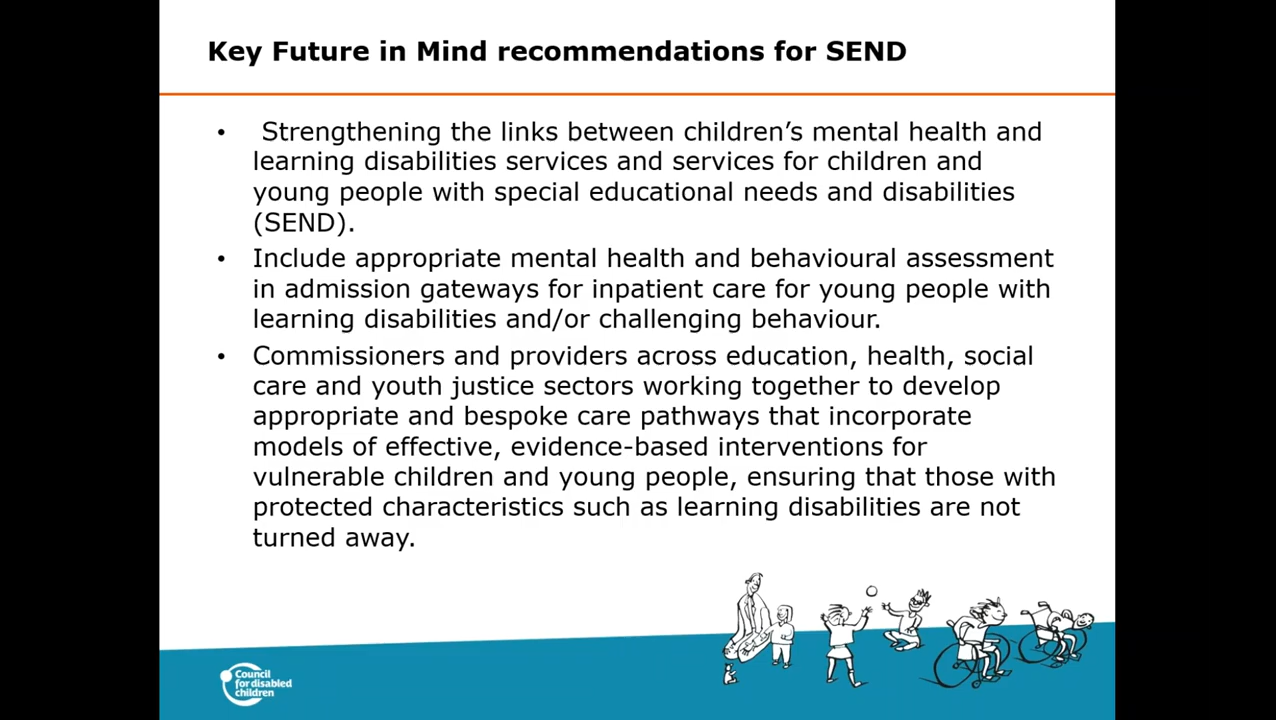 Key Future in Mind recommendations for SEND
• Strengthening the links between children’s mental health and
learning disabilities services and services for children and
young people with special educational needs and disabilities
(SEND).
• Include appropriate mental health and behavioural assessment
in admission gateways for inpatient care for young people with
learning disabilities and/or challenging behaviour.
• Commissioners and providers across education, health, social
care and youth justice sectors working together to develop
appropriate and bespoke care pathways that incorporate
models of effective, evidence-based interventions for
vulnerable children and young people, ensuring that those with
protected characteristics such as learning disabilities are not
turned away.
Council
for disabled
children